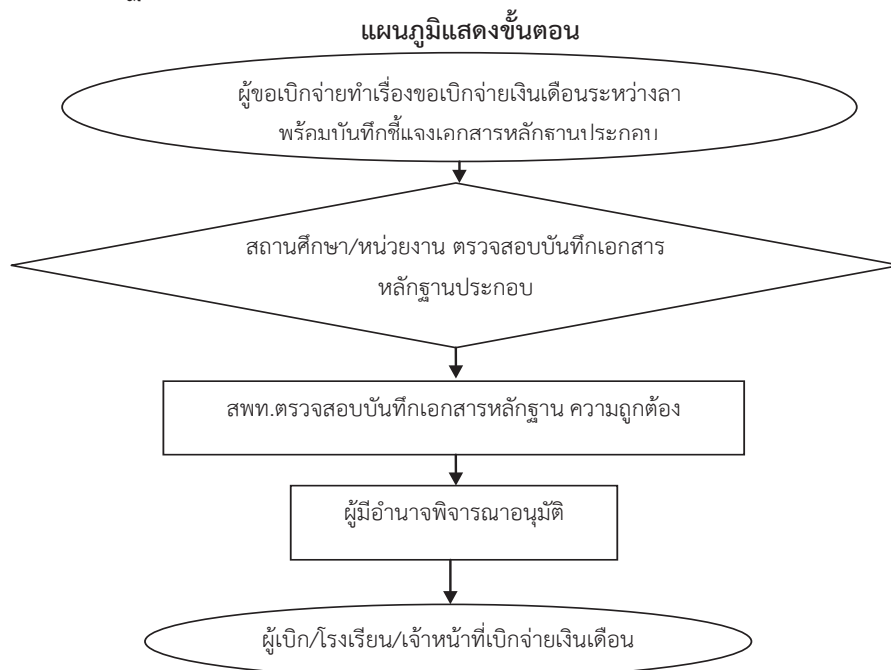 แผนภูมิแสดงขั้นตอน
ผู้ขอเบิกจ่ายทำเรื่องขอเบิกจ่ายเงินเดือนระหว่างลา
พร้อมบันทึกชี้แจงเอกสารหลักฐานประกอบ
สถานศึกษา/หน่วยงาน ตรวจสอบบันทึกเอกสาร
หลักฐานประกอบ
สพท.ตรวจสอบบันทึกเอกสารหลักฐาน ความถูกต้อง
ผู้มีอำนาจพิจารณาอนุมัติ
ผู้เบิก/โรงเรียน/เจ้าหน้าที่เบิกจ่ายเงินเดือน